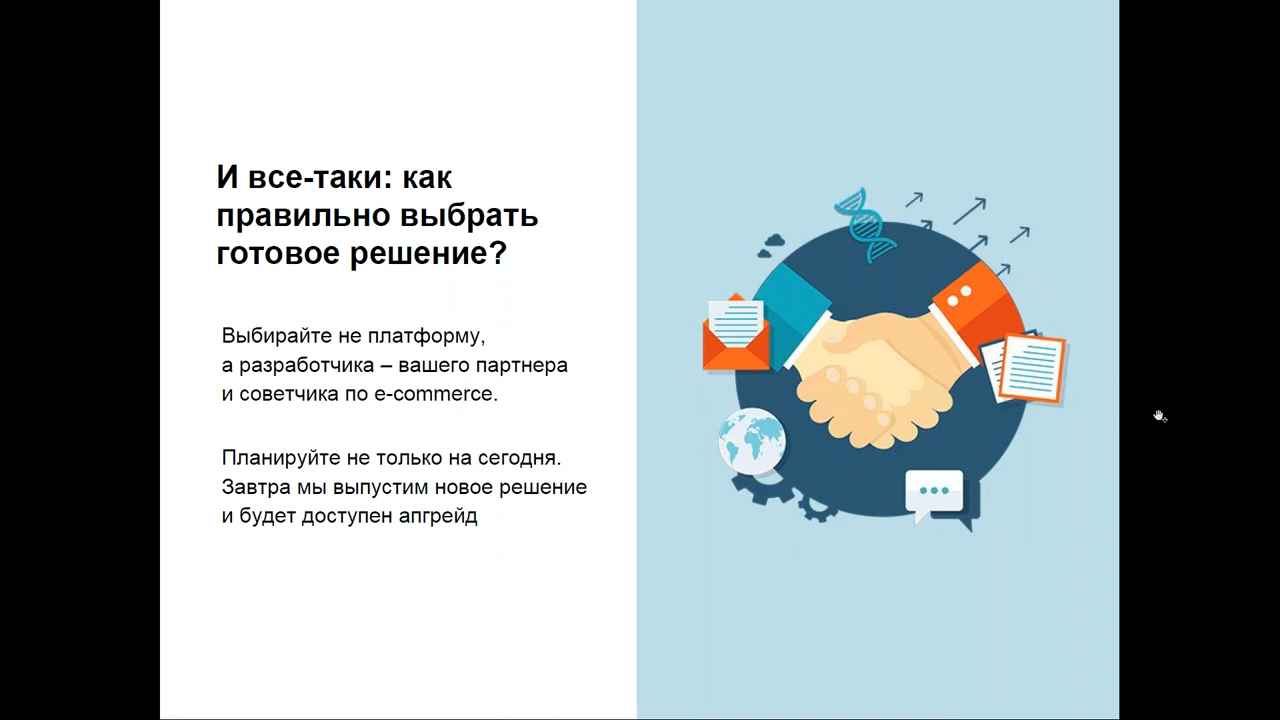 И все-таки: как
правильно выбрать
готовое решение?
Выбирайте не платформу,
а разработчика – вашего партнера
и советчика по e-commerce.
Планируйте не только на сегодня.
Завтра мы выпустим новое решение
и будет доступен апгрейд